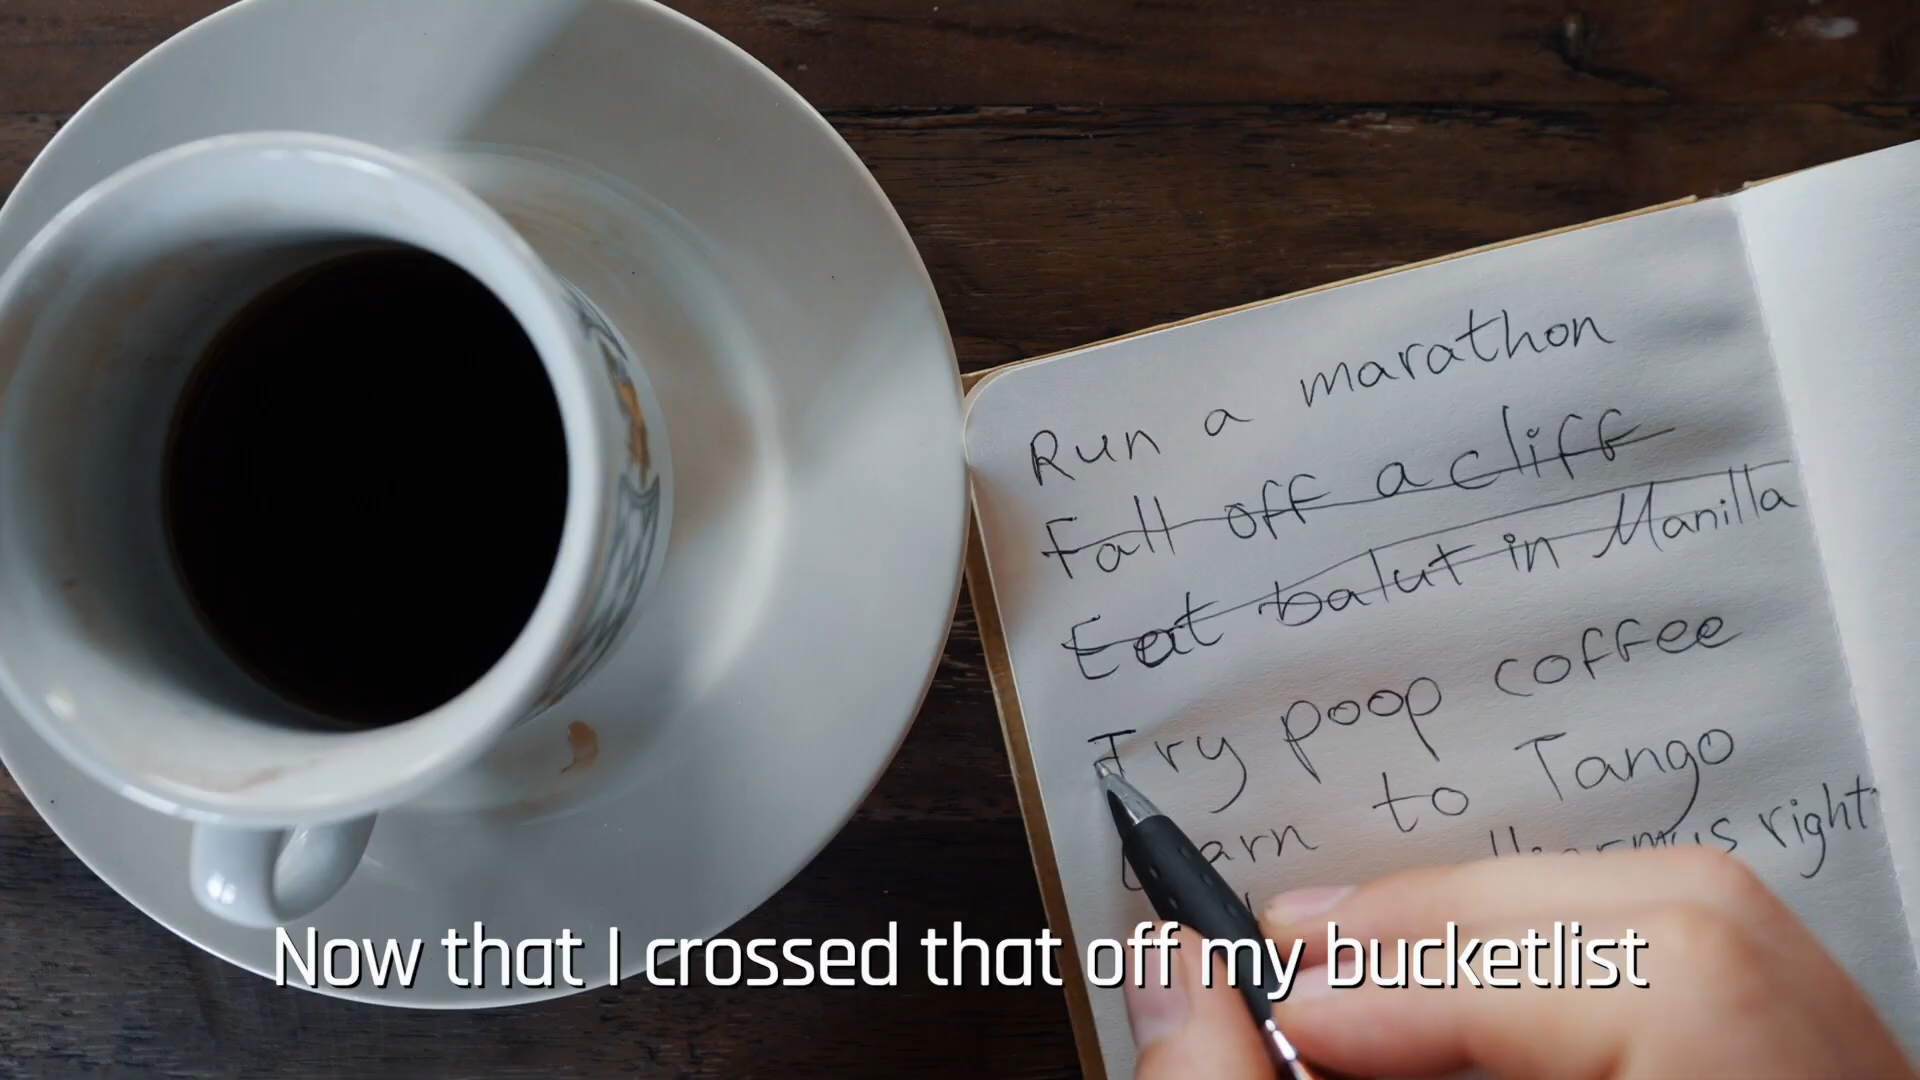 Run a marathon
Fall off a cliff
Eat balut in Manilla
Try poop coffee
Learn to Tango
right
Now that I crossed that off my bucketlist